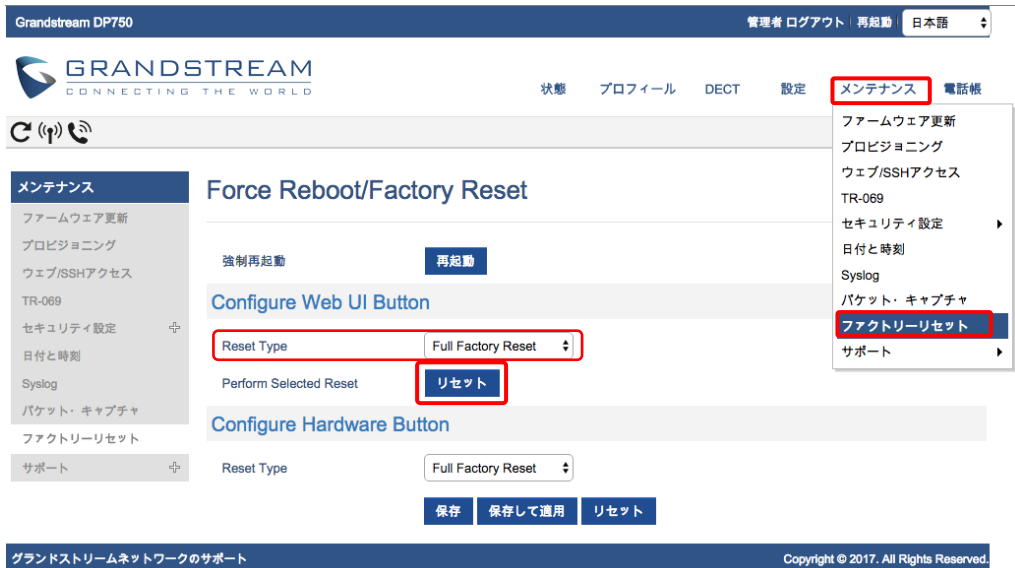 Grandstream DP750
管理者 ログアウト 再起動 日本語
GRANDSTREAM
CONNECTING THE WORLD
状態 プロフィール DECT 設定 メンテナンス 電話帳
ファームウェア更新
プロビジョニング
ウェブ/SSHアクセス
TR-069
セキュリティ設定
日付と時刻
Syslog
パケット・キャプチャ
ファクトリーリセット
サポート
メンテナンス
ファームウェア更新
プロビジョニング
ウェブ/SSHアクセス
TR-069
セキュリティ設定
日付と時刻
Syslog
パケット・キャプチャ
ファクトリーリセット
サポート
Force Reboot/Factory Reset
強制再起動 再起動
Configure Web UI Button
Reset Type Full Factory Reset
Perform Selected Reset リセット
Configure Hardware Button
Reset Type Full Factory Reset
保存 保存して適用 リセット
グランドストリームネットワークのサポート
Copyright © 2017. All Rights Reserved.